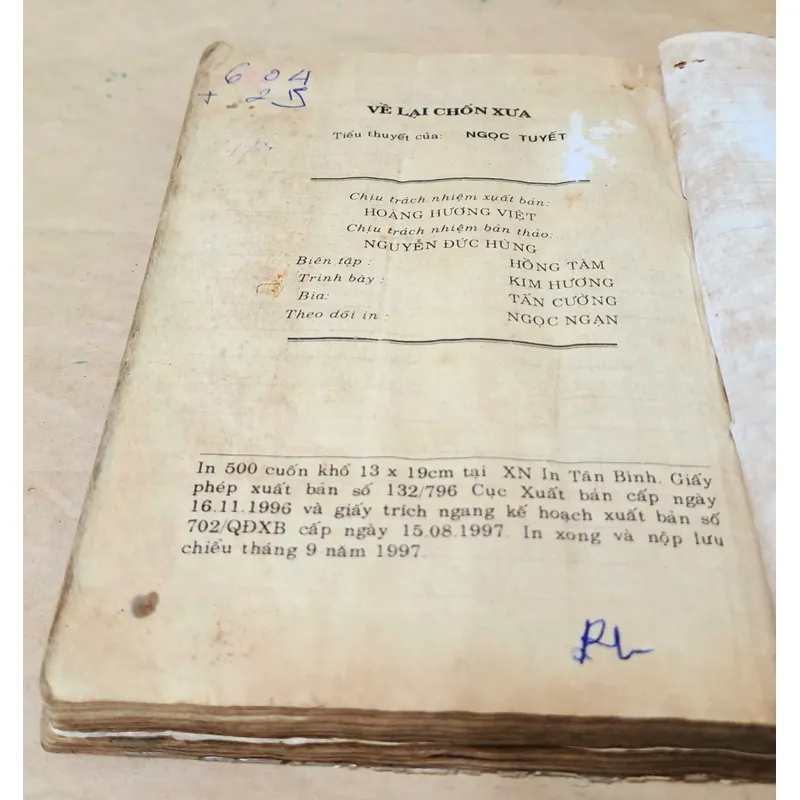 6 04
+ 25
VỀ LẠI CHỐN XƯA
Tiểu thuyết của: NGỌC TUYẾT
Chịu trách nhiệm xuất bản:
HOÀNG HƯƠNG VIỆT
Chịu trách nhiệm bản thảo:
NGUYỄN ĐỨC HÙNG
Biên tập : HỒNG TÂM
Trình bày : KIM HƯƠNG
Bìa: TẤN CƯỜNG
Theo dõi in : NGỌC NGẠN
In 500 cuốn khổ 13 x 19cm tại XN In Tân Bình. Giấy
phép xuất bản số 132/796 Cục Xuất bản cấp ngày
16.11.1996 và giấy trích ngang kế hoạch xuất bản số
702/QĐXB cấp ngày 15.08.1997. In xong và nộp lưu
chiểu tháng 9 năm 1997.